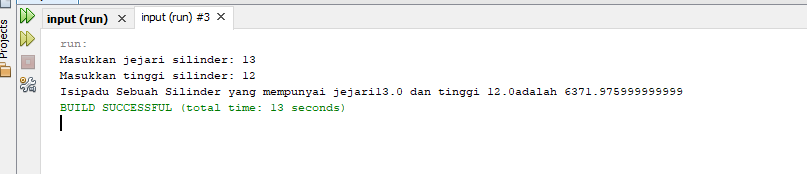 Projects
input (run) × input (run) #3 ×
run:
Masukkan jejari silinder: 13
Masukkan tinggi silinder: 12
Isipadu Sebuah Silinder yang mempunyai jejari13.0 dan tinggi 12.0adalah 6371.975999999999
BUILD SUCCESSFUL (total time: 13 seconds)